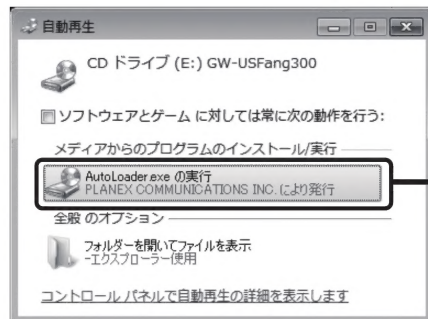 自動再生
CD ドライブ (E:) GW-USFang300
ソフトウェアとゲーム に対しては常に次の動作を行う:
メディアからのプログラムのインストール/実行
AutoLoader.exe の実行
PLANEX COMMUNICATIONS INC. により発行
全般 のオプション
フォルダーを開いてファイルを表示
-エクスプローラー使用
コントロール パネルで自動再生の詳細を表示します